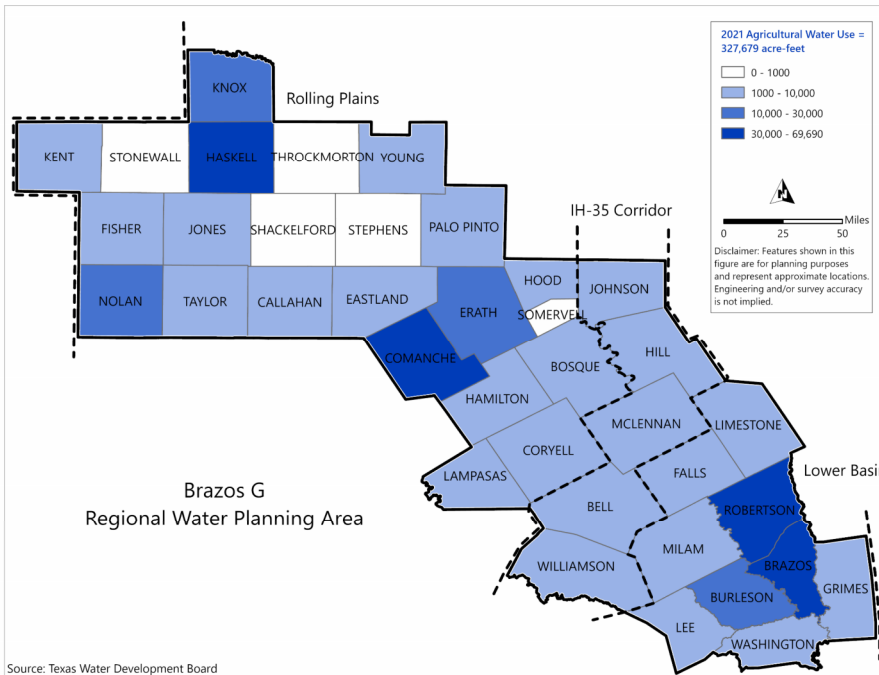 2021 Agricultural Water Use =
327,679 acre-feet
0 - 1000
1000 - 10,000
10,000 - 30,000
30,000 - 69,690
N
Miles
0 25 50
Disclaimer: Features shown in this
figure are for planning purposes
and represent approximate locations.
Engineering and/or survey accuracy
is not implied.
KNOX
Rolling Plains
KENT
STONEWALL
HASKELL
THROCKMORTON
YOUNG
FISHER
JONES
SHACKELFORD
STEPHENS
PALO PINTO
IH-35 Corridor
NOLAN
TAYLOR
CALLAHAN
EASTLAND
ERATH
HOOD
JOHNSON
SOMERVELL
COMANCHE
BOSQUE
HILL
HAMILTON
MCLENNAN
LIMESTONE
CORYELL
LAMPASAS
FALLS
Lower Basin
Brazos G
Regional Water Planning Area
BELL
ROBERTSON
MILAM
WILLIAMSON
BRAZOS
GRIMES
BURLESON
LEE
WASHINGTON
Source: Texas Water Development Board